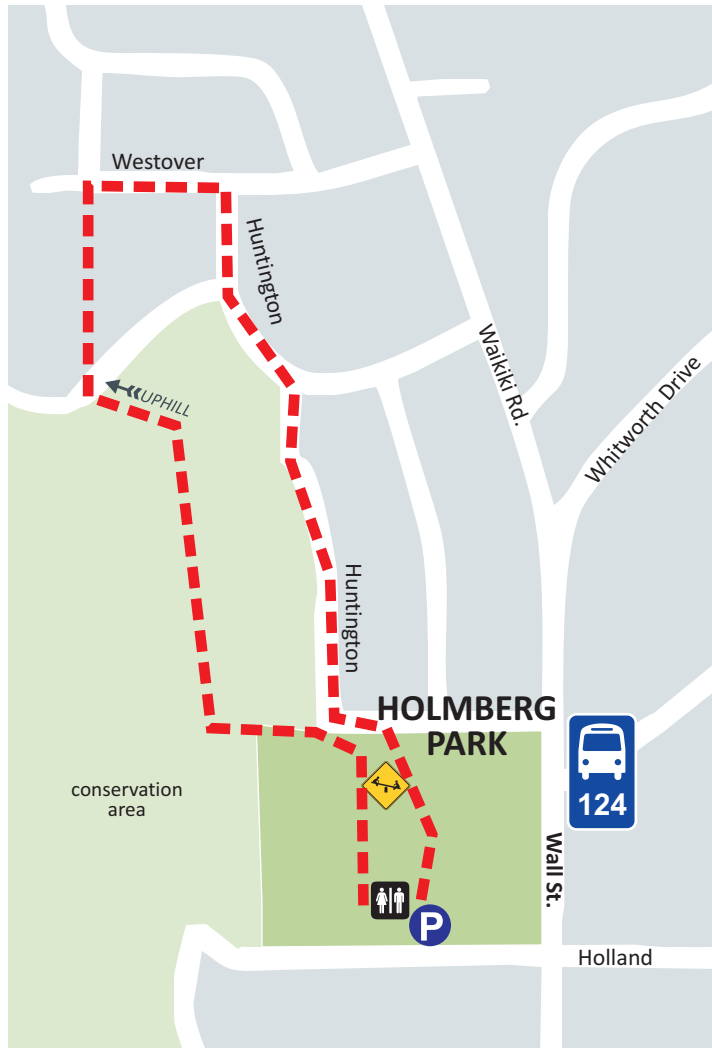 Westover
Huntington
Waikiki Rd.
Whitworth Drive
UPHILL
Huntington
HOLMBERG
PARK
124
conservation
area
Wall St.
P
Holland